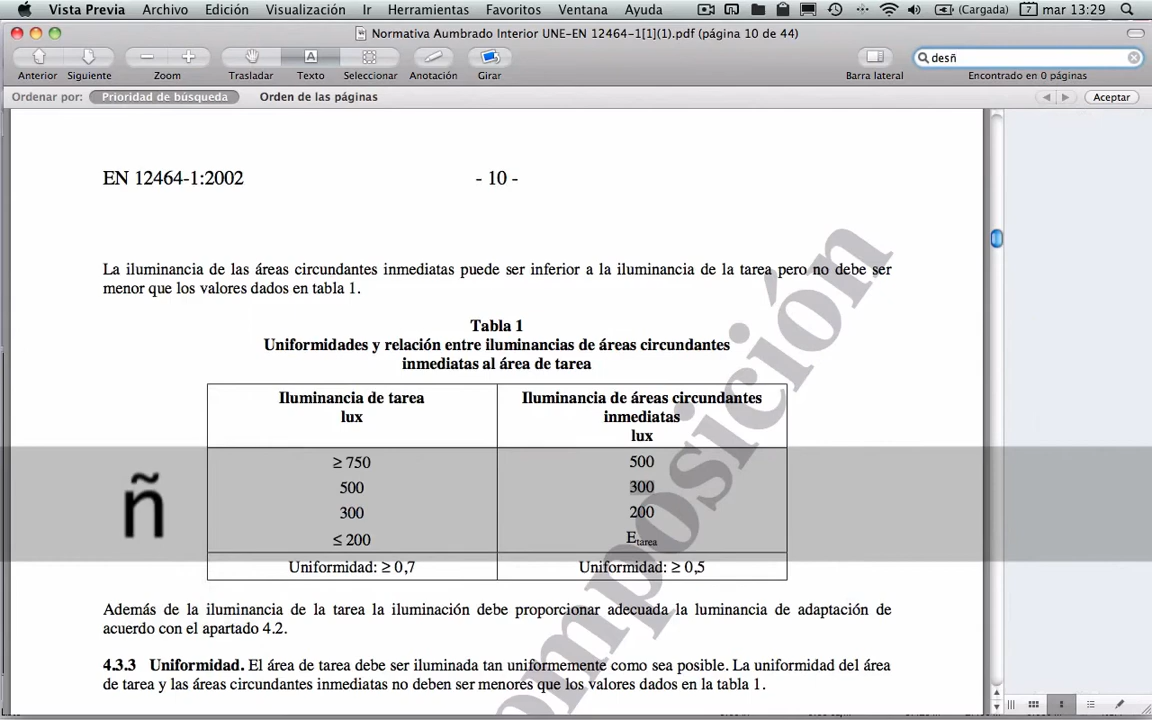 Vista Previa Archivo Edición Visualización Ir Herramientas Favoritos Ventana Ayuda (Cargada) 7 mar 13:29
Normativa Aumbrado Interior UNE-EN 12464-1[1](1).pdf (página 10 de 44)
desñ
Anterior Siguiente Zoom Trasladar Texto Seleccionar Anotación Girar Barra lateral Encontrado en 0 páginas
Ordenar por: Prioridad de búsqueda Orden de las páginas Aceptar
EN 12464-1:2002 - 10 -
La iluminancia de las áreas circundantes inmediatas puede ser inferior a la iluminancia de la tarea pero no debe ser
menor que los valores dados en tabla 1.
Tabla 1
Uniformidades y relación entre iluminancias de áreas circundantes
inmediatas al área de tarea
Iluminancia de tarea
lux
Iluminancia de áreas circundantes
inmediatas
lux
≥ 750 500
500 300
300 200
≤ 200 Etarea
Uniformidad: ≥ 0,7 Uniformidad: ≥ 0,5
ñ
Además de la iluminancia de la tarea la iluminación debe proporcionar adecuada la luminancia de adaptación de
acuerdo con el apartado 4.2.
4.3.3 Uniformidad. El área de tarea debe ser iluminada tan uniformemente como sea posible. La uniformidad del área
de tarea y las áreas circundantes inmediatas no deben ser menores que los valores dados en la tabla 1.
omposición